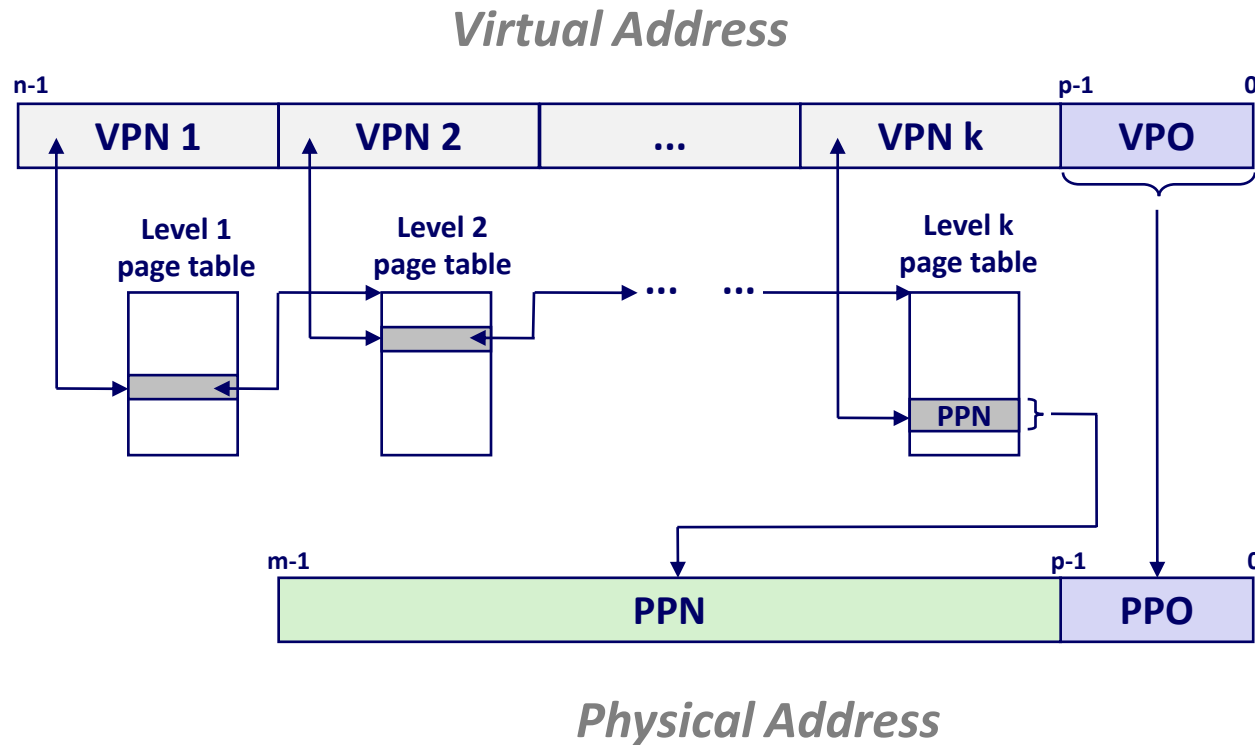 Virtual Address
n-1 p-1 0
VPN 1 VPN 2 ... VPN k VPO
Level 1
page table
Level 2
page table
Level k
page table
... ...
PPN
m-1 p-1 0
PPN PPO
Physical Address